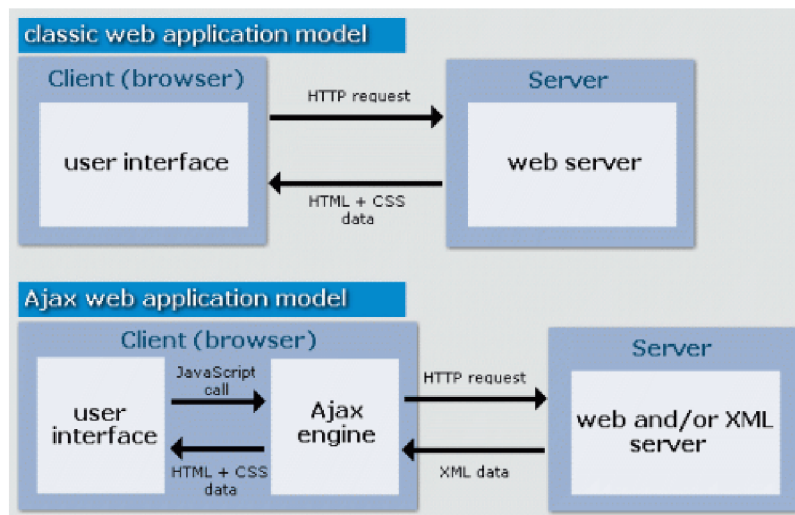 classic web application model
Client (browser)
Server
HTTP request
user interface
web server
HTML + CSS
data
Ajax web application model
Client (browser)
Server
JavaScript
call
HTTP request
user
interface
Ajax
engine
web and/or XML
server
HTML + CSS
data
XML data